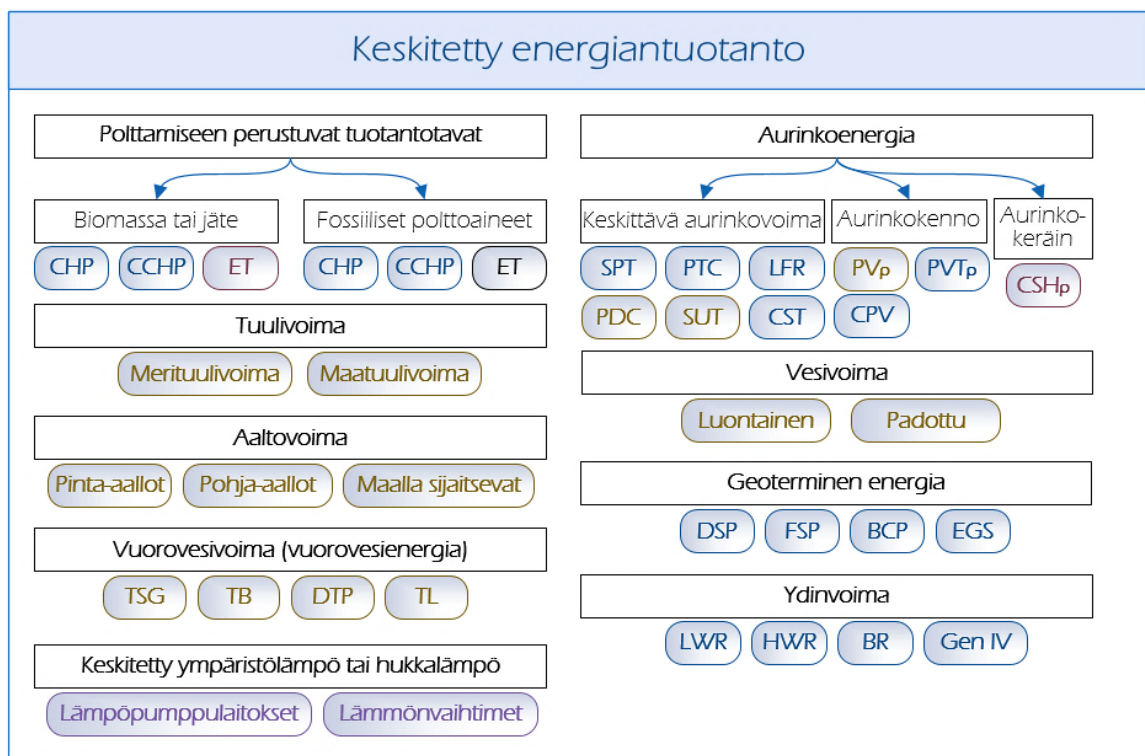 Keskitetty energiantuotanto
Polttamiseen perustuvat tuotantotavat
Biomassa tai jäte
Fossiiliset polttoaineet
CHP CCHP ET
CHP CCHP ET
Tuulivoima
Merituulivoima Maatuulivoima
Aaltovoima
Pinta-aallot Pohja-aallot Maalla sijaitsevat
Vuorovesivoima (vuorovesienergia)
TSG TB DTP TL
Keskitetty ympäristölämpö tai hukkalämpö
Lämpöpumppulaitokset Lämmönvaihtimet
Aurinkoenergia
Keskittävä aurinkovoima
SPT PTC LFR
PDC SUT CST
Aurinkokenno
PVp PVTp
CPV
Aurinko-
keräin
CSHp
Vesivoima
Luontainen Padottu
Geoterminen energia
DSP FSP BCP EGS
Ydinvoima
LWR HWR BR Gen IV